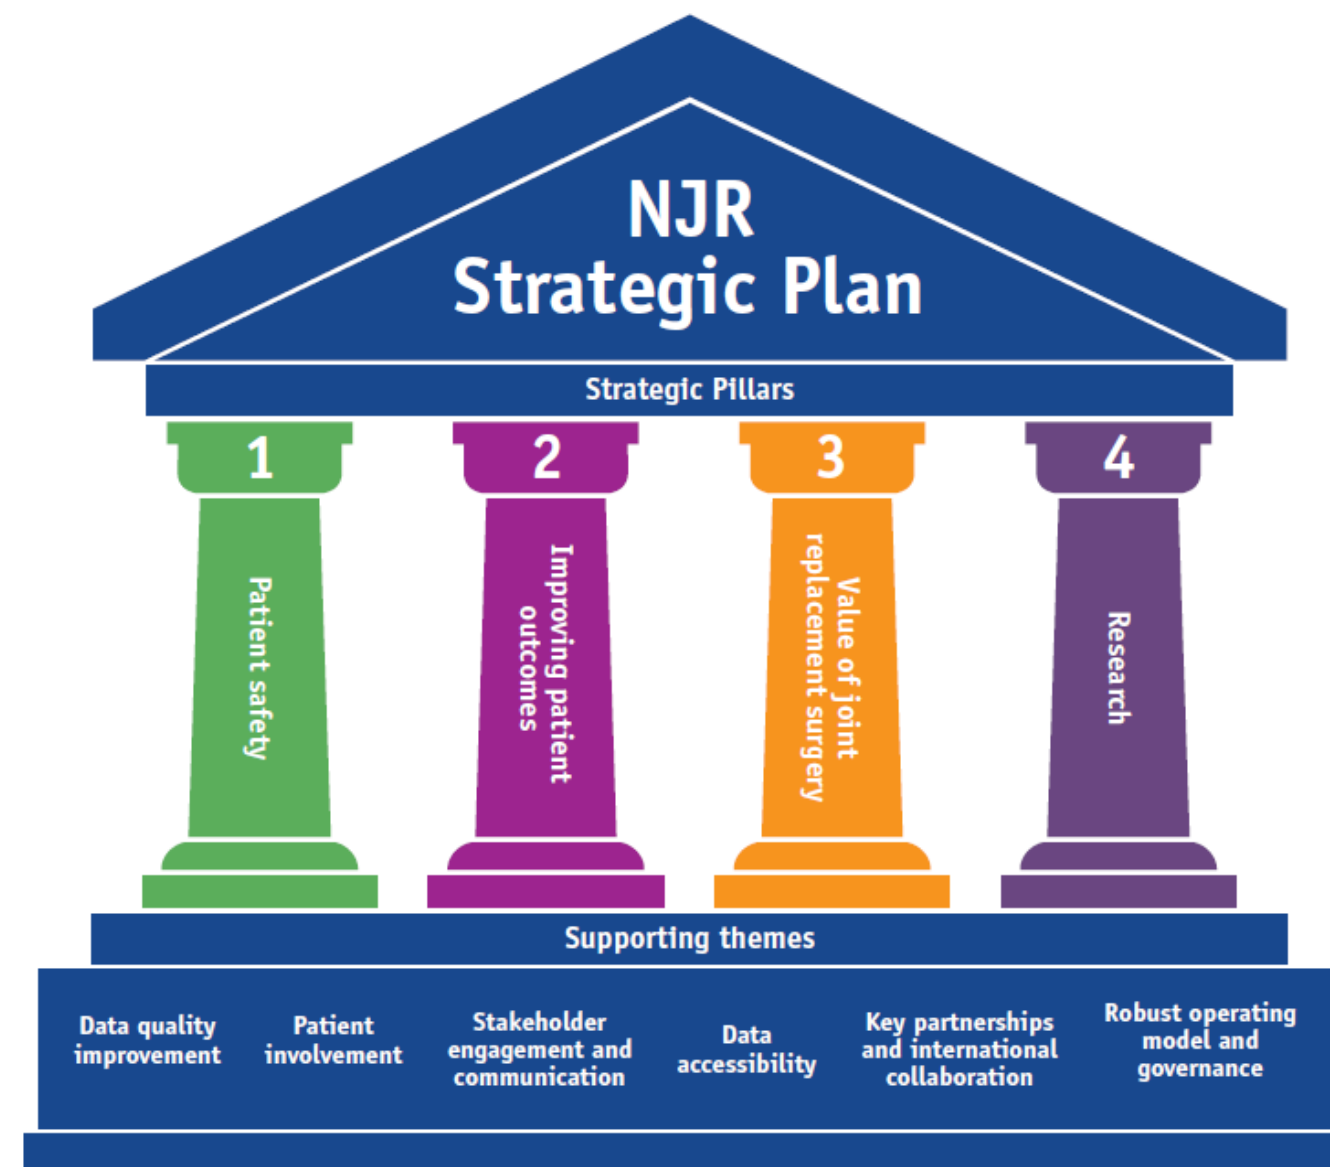 NJR
Strategic Plan
Strategic Pillars
1
Patient safety
2
Improving patient
outcomes
3
Value of joint
replacement surgery
4
Research
Supporting themes
Data quality
improvement
Patient
involvement
Stakeholder
engagement and
communication
Data
accessibility
Key partnerships
and international
collaboration
Robust operating
model and
governance